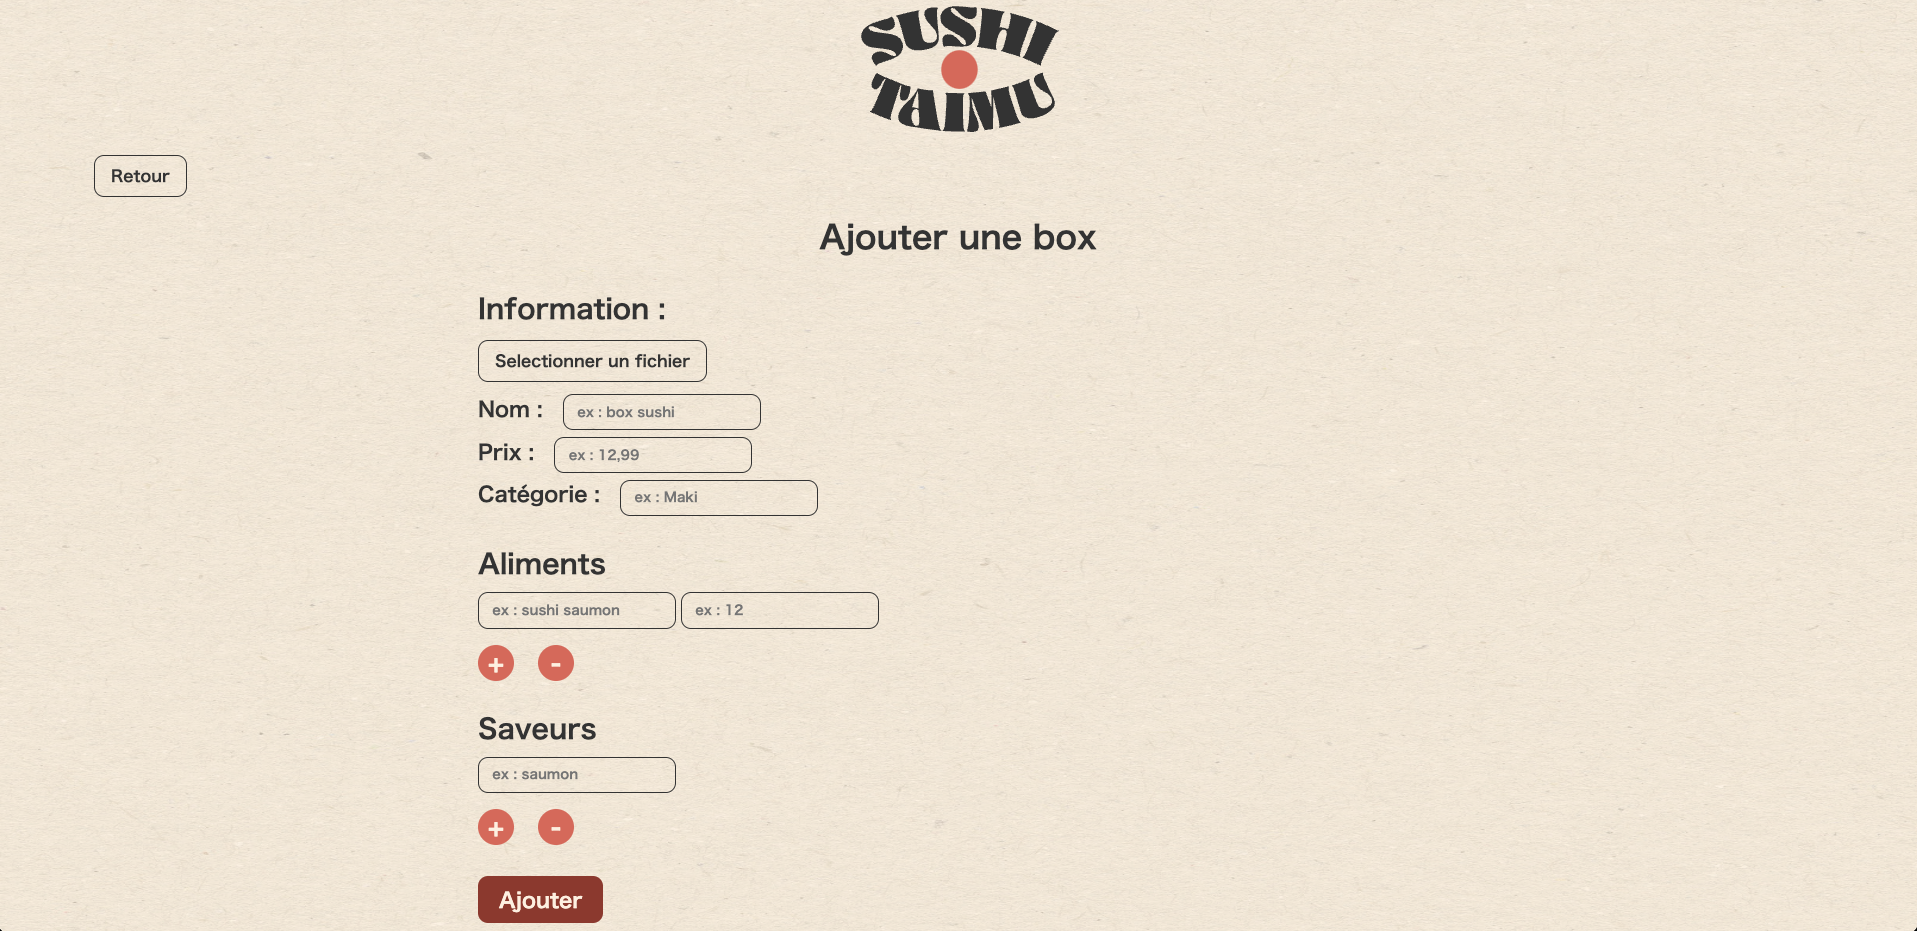 SUSHI
TAIMU
Retour
Ajouter une box
Information :
Selectionner un fichier
Nom : ex : box sushi
Prix : ex : 12,99
Catégorie : ex : Maki
Aliments
ex : sushi saumon ex : 12
+ -
Saveurs
ex : saumon
+ -
Ajouter